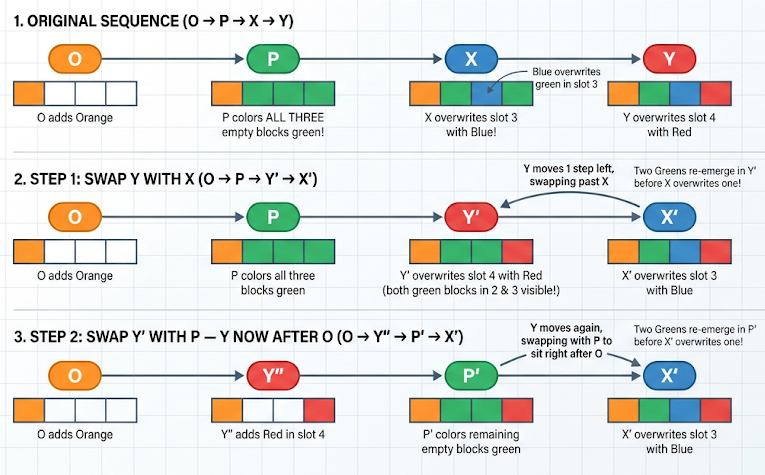 1. ORIGINAL SEQUENCE (O → P → X → Y)
O
P
X
Y
Blue overwrites
green in slot 3
O adds Orange
P colors ALL THREE
empty blocks green!
X overwrites slot 3
with Blue!
Y overwrites slot 4
with Red
2. STEP 1: SWAP Y WITH X (O → P → Y′ → X′)
Y moves 1 step left,
swapping past X
Two Greens re-emerge in Y'
before X overwrites one!
O
P
Y′
X′
O adds Orange
P colors all three
blocks green
Y′ overwrites slot 4 with Red
(both green blocks in 2 & 3 visible!)
X′ overwrites slot 3
with Blue
3. STEP 2: SWAP Y′ WITH P — Y NOW AFTER O (O → Y″ → P′ → X′)
Y moves again,
swapping with P to
sit right after O
Two Greens re-emerge in P′
before X′ overwrites one!
O
Y″
P′
X′
O adds Orange
Y″ adds Red in slot 4
P′ colors remaining
empty blocks green
X′ overwrites slot 3
with Blue